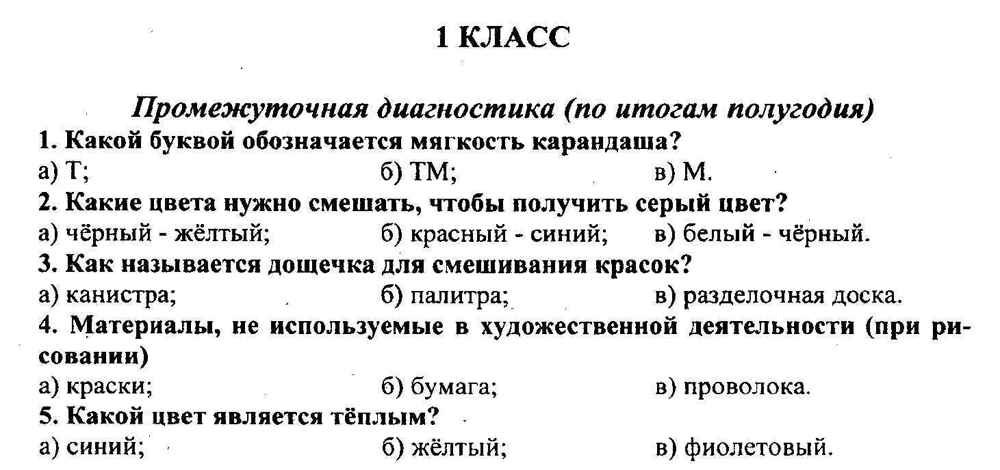 1 КЛАСС
Промежуточная диагностика (по итогам полугодия)
1. Какой буквой обозначается мягкость карандаша?
а) Т; б) ТМ; в) М.
2. Какие цвета нужно смешать, чтобы получить серый цвет?
а) чёрный - жёлтый; б) красный - синий; в) белый - чёрный.
3. Как называется дощечка для смешивания красок?
а) канистра; б) палитра; в) разделочная доска.
4. Материалы, не используемые в художественной деятельности (при ри-
совании)
а) краски; б) бумага; в) проволока.
5. Какой цвет является тёплым?
а) синий; б) жёлтый; в) фиолетовый.